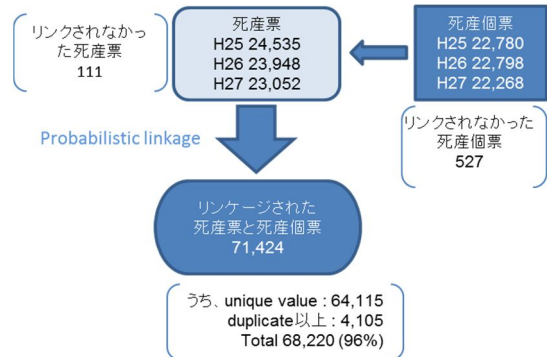 リンクされなかっ
た死産票
111
死産票
H25 24,535
H26 23,948
H27 23,052
死産個票
H25 22,780
H26 22,798
H27 22,268
リンクされなかった
死産個票
527
Probabilistic linkage
リンケージされた
死産票と死産個票
71,424
うち、unique value : 64,115
duplicate以上 : 4,105
Total 68,220 (96%)